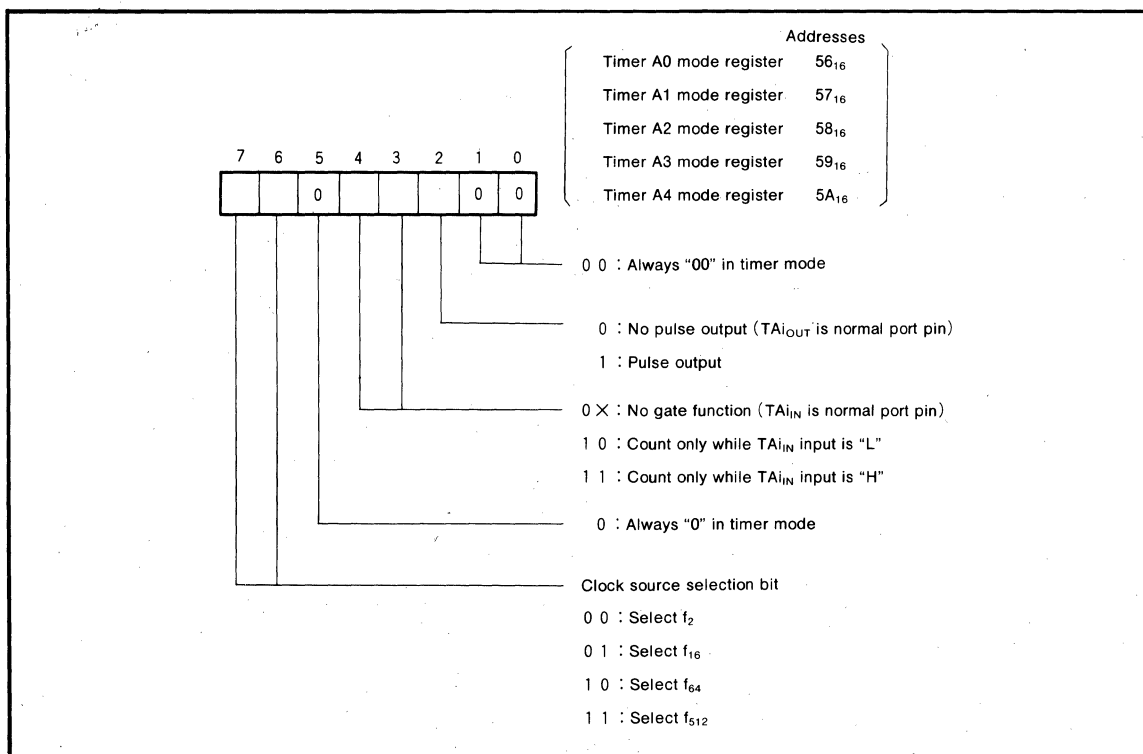 Addresses
Timer A0 mode register 56₁₆
Timer A1 mode register 57₁₆
Timer A2 mode register 58₁₆
Timer A3 mode register 59₁₆
Timer A4 mode register 5A₁₆
7 6 5 4 3 2 1 0
0 0 0
0 0 : Always “00” in timer mode
0 : No pulse output (TAiOUT is normal port pin)
1 : Pulse output
0 × : No gate function (TAiIN is normal port pin)
1 0 : Count only while TAiIN input is “L”
1 1 : Count only while TAiIN input is “H”
0 : Always “0” in timer mode
Clock source selection bit
0 0 : Select f₂
0 1 : Select f₁₆
1 0 : Select f₆₄
1 1 : Select f₅₁₂